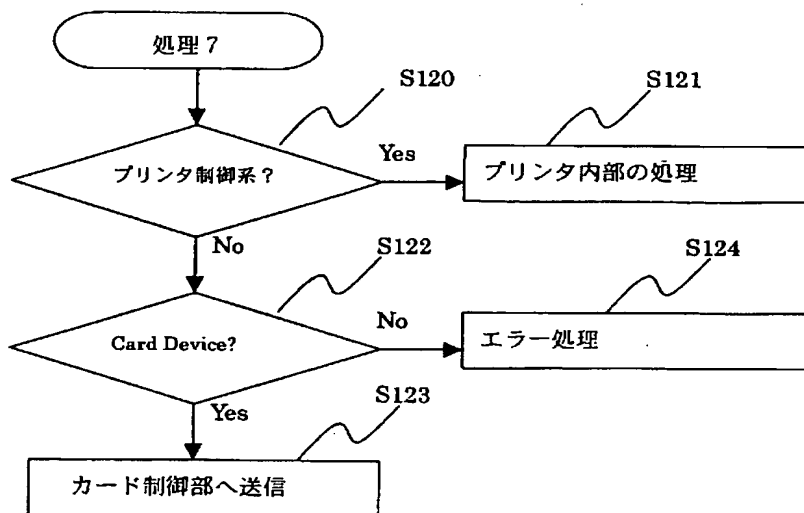 処理7
S120
S121
プリンタ制御系?
Yes
プリンタ内部の処理
No
S122
S124
Card Device?
No
エラー処理
Yes
S123
カード制御部へ送信